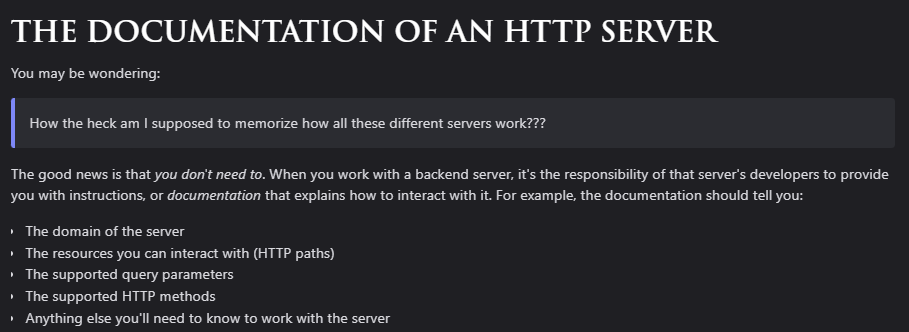 THE DOCUMENTATION OF AN HTTP SERVER
You may be wondering:
How the heck am I supposed to memorize how all these different servers work???
The good news is that you don't need to. When you work with a backend server, it's the responsibility of that server's developers to provide
you with instructions, or documentation that explains how to interact with it. For example, the documentation should tell you:
The domain of the server
The resources you can interact with (HTTP paths)
The supported query parameters
The supported HTTP methods
Anything else you'll need to know to work with the server